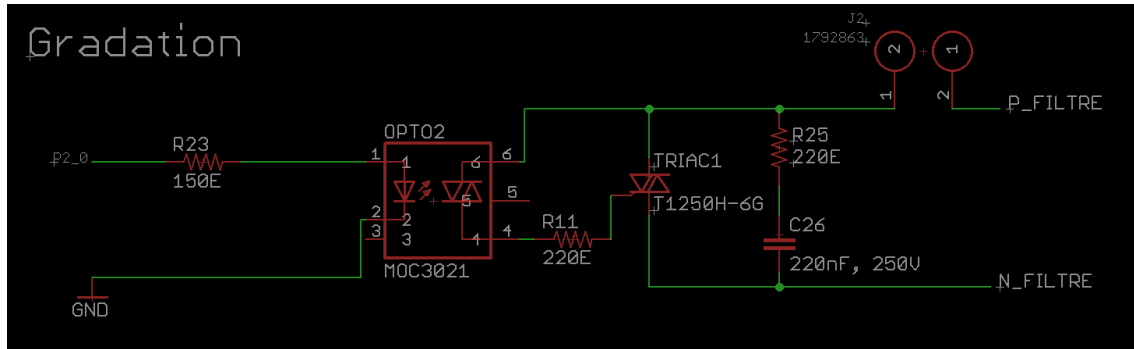 Gradation
J2
1792863
2
1
1
2
P_FILTRE
P2_0
R23
150E
OPTO2
1
1
6
6
5
5
2
2
3
3
4
4
MOC3021
GND
R11
220E
TRIAC1
J1250H-6G
R25
220E
C26
220nF, 250V
N_FILTRE